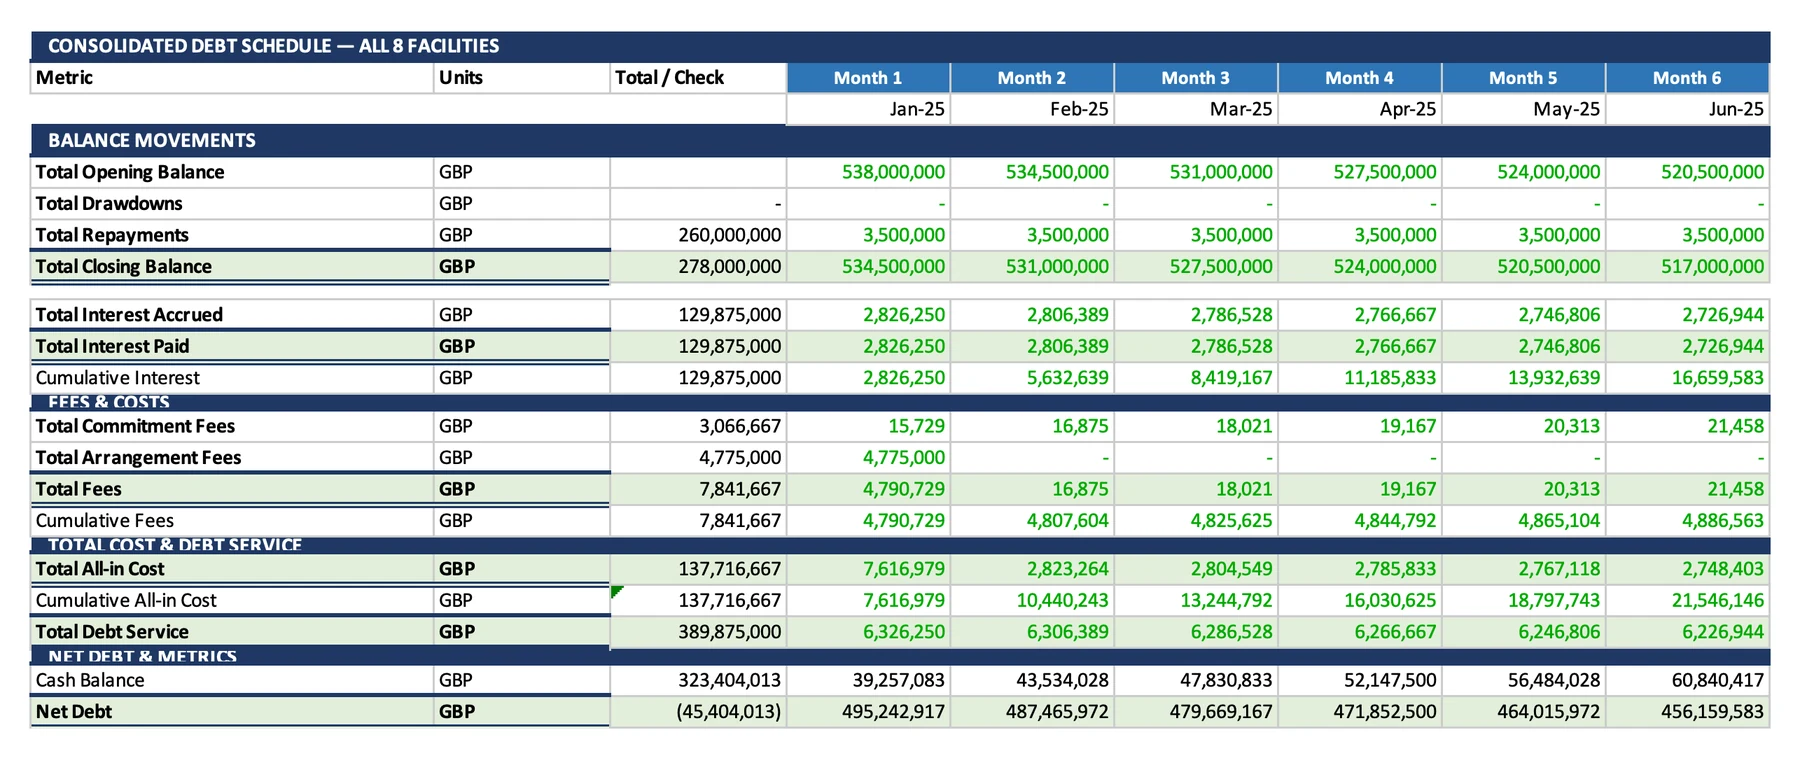 CONSOLIDATED DEBT SCHEDULE — ALL 8 FACILITIES
Metric Units Total / Check Month 1 Month 2 Month 3 Month 4 Month 5 Month 6
Jan-25 Feb-25 Mar-25 Apr-25 May-25 Jun-25
BALANCE MOVEMENTS
Total Opening Balance GBP 538,000,000 534,500,000 531,000,000 527,500,000 524,000,000 520,500,000
Total Drawdowns GBP - - - - - - -
Total Repayments GBP 260,000,000 3,500,000 3,500,000 3,500,000 3,500,000 3,500,000 3,500,000
Total Closing Balance GBP 278,000,000 534,500,000 531,000,000 527,500,000 524,000,000 520,500,000 517,000,000
Total Interest Accrued GBP 129,875,000 2,826,250 2,806,389 2,786,528 2,766,667 2,746,806 2,726,944
Total Interest Paid GBP 129,875,000 2,826,250 2,806,389 2,786,528 2,766,667 2,746,806 2,726,944
Cumulative Interest GBP 129,875,000 2,826,250 5,632,639 8,419,167 11,185,833 13,932,639 16,659,583
FEES & COSTS
Total Commitment Fees GBP 3,066,667 15,729 16,875 18,021 19,167 20,313 21,458
Total Arrangement Fees GBP 4,775,000 4,775,000 - - - - -
Total Fees GBP 7,841,667 4,790,729 16,875 18,021 19,167 20,313 21,458
Cumulative Fees GBP 7,841,667 4,790,729 4,807,604 4,825,625 4,844,792 4,865,104 4,886,563
TOTAL COST & DEBT SERVICE
Total All-in Cost GBP 137,716,667 7,616,979 2,823,264 2,804,549 2,785,833 2,767,118 2,748,403
Cumulative All-in Cost GBP 137,716,667 7,616,979 10,440,243 13,244,792 16,030,625 18,797,743 21,546,146
Total Debt Service GBP 389,875,000 6,326,250 6,306,389 6,286,528 6,266,667 6,246,806 6,226,944
NET DEBT & METRICS
Cash Balance GBP 323,404,013 39,257,083 43,534,028 47,830,833 52,147,500 56,484,028 60,840,417
Net Debt GBP (45,404,013) 495,242,917 487,465,972 479,669,167 471,852,500 464,015,972 456,159,583